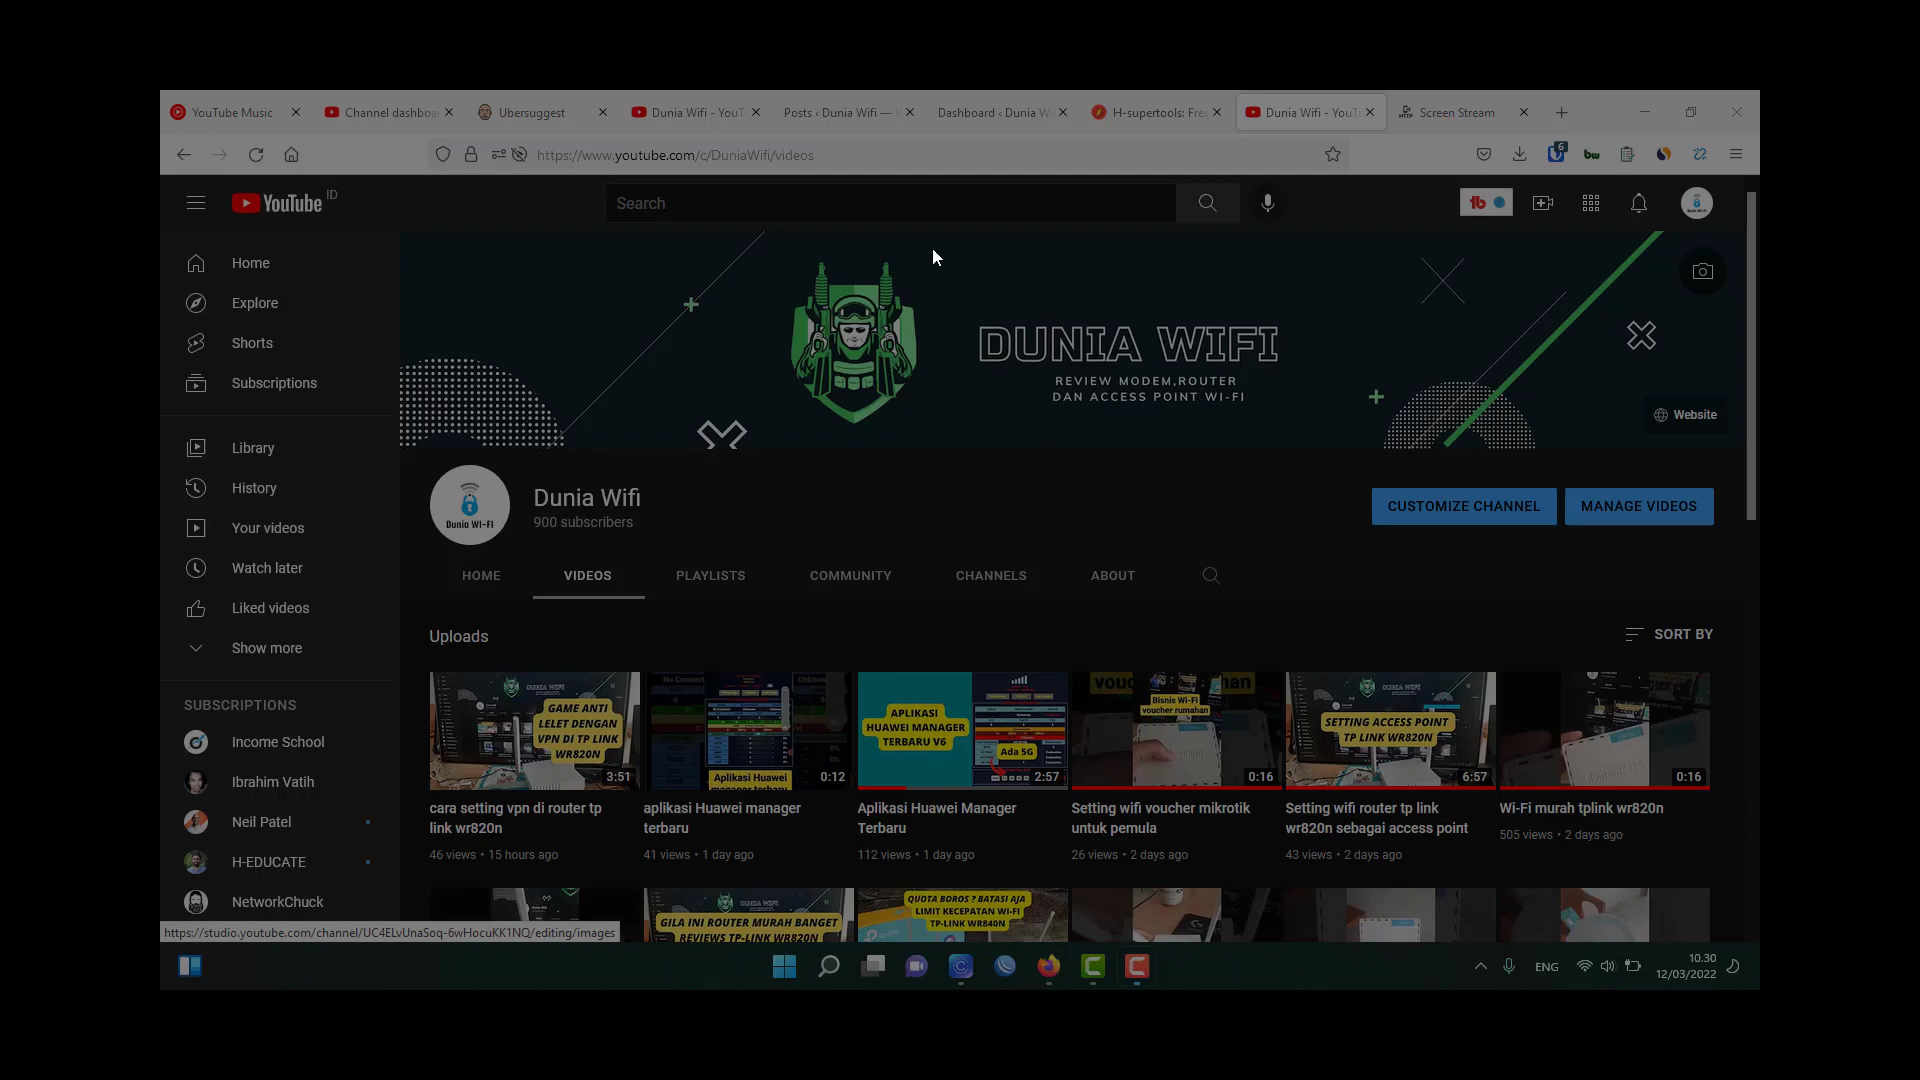 YouTube Music
Channel dashboa
Ubersuggest
Dunia Wifi - YouT
Posts ‹ Dunia Wifi — W
Dashboard ‹ Dunia W
H-supertools: Free
Dunia Wifi - YouT
Screen Stream
6
https://www.youtube.com/c/DuniaWifi/videos
YouTube ID
Search
Home
Explore
Shorts
Subscriptions
Library
History
Your videos
Watch later
Liked videos
Show more
SUBSCRIPTIONS
Income School
Ibrahim Vatih
Neil Patel
H-EDUCATE
NetworkChuck
DUNIA WIFI
REVIEW MODEM,ROUTER
DAN ACCESS POINT WI-FI
Website
Dunia WI-FI
Dunia Wifi
900 subscribers
CUSTOMIZE CHANNEL
MANAGE VIDEOS
HOME
VIDEOS
PLAYLISTS
COMMUNITY
CHANNELS
ABOUT
Uploads
SORT BY
GAME ANTI
LELET DENGAN
VPN DI TP LINK
WR820N
3:51
cara setting vpn di router tp
link wr820n
46 views • 15 hours ago
No Connect
Unknown
Aplikasi Huawei
manager terbaru
0:12
aplikasi Huawei manager
terbaru
41 views • 1 day ago
APLIKASI
HUAWEI MANAGER
TERBARU V6
Ada 5G
2:57
Aplikasi Huawei Manager
Terbaru
112 views • 1 day ago
Bisnis Wi-Fi
voucher rumahan
0:16
Setting wifi voucher mikrotik
untuk pemula
26 views • 2 days ago
DUNIA WIFI
SETTING ACCESS POINT
TP LINK WR820N
6:57
Setting wifi router tp link
wr820n sebagai access point
43 views • 2 days ago
0:16
Wi-Fi murah tplink wr820n
505 views • 2 days ago
DUNIA WIFI
GILA INI ROUTER MURAH BANGET
REVIEWS TP-LINK WR820N
QUOTA BOROS ? BATASI AJA
LIMIT KECEPATAN WI-FI
TP-LINK WR840N
https://studio.youtube.com/channel/UC4ELvUnaSoq-6wHocuKK1NQ/editing/images
ENG
10.30
12/03/2022